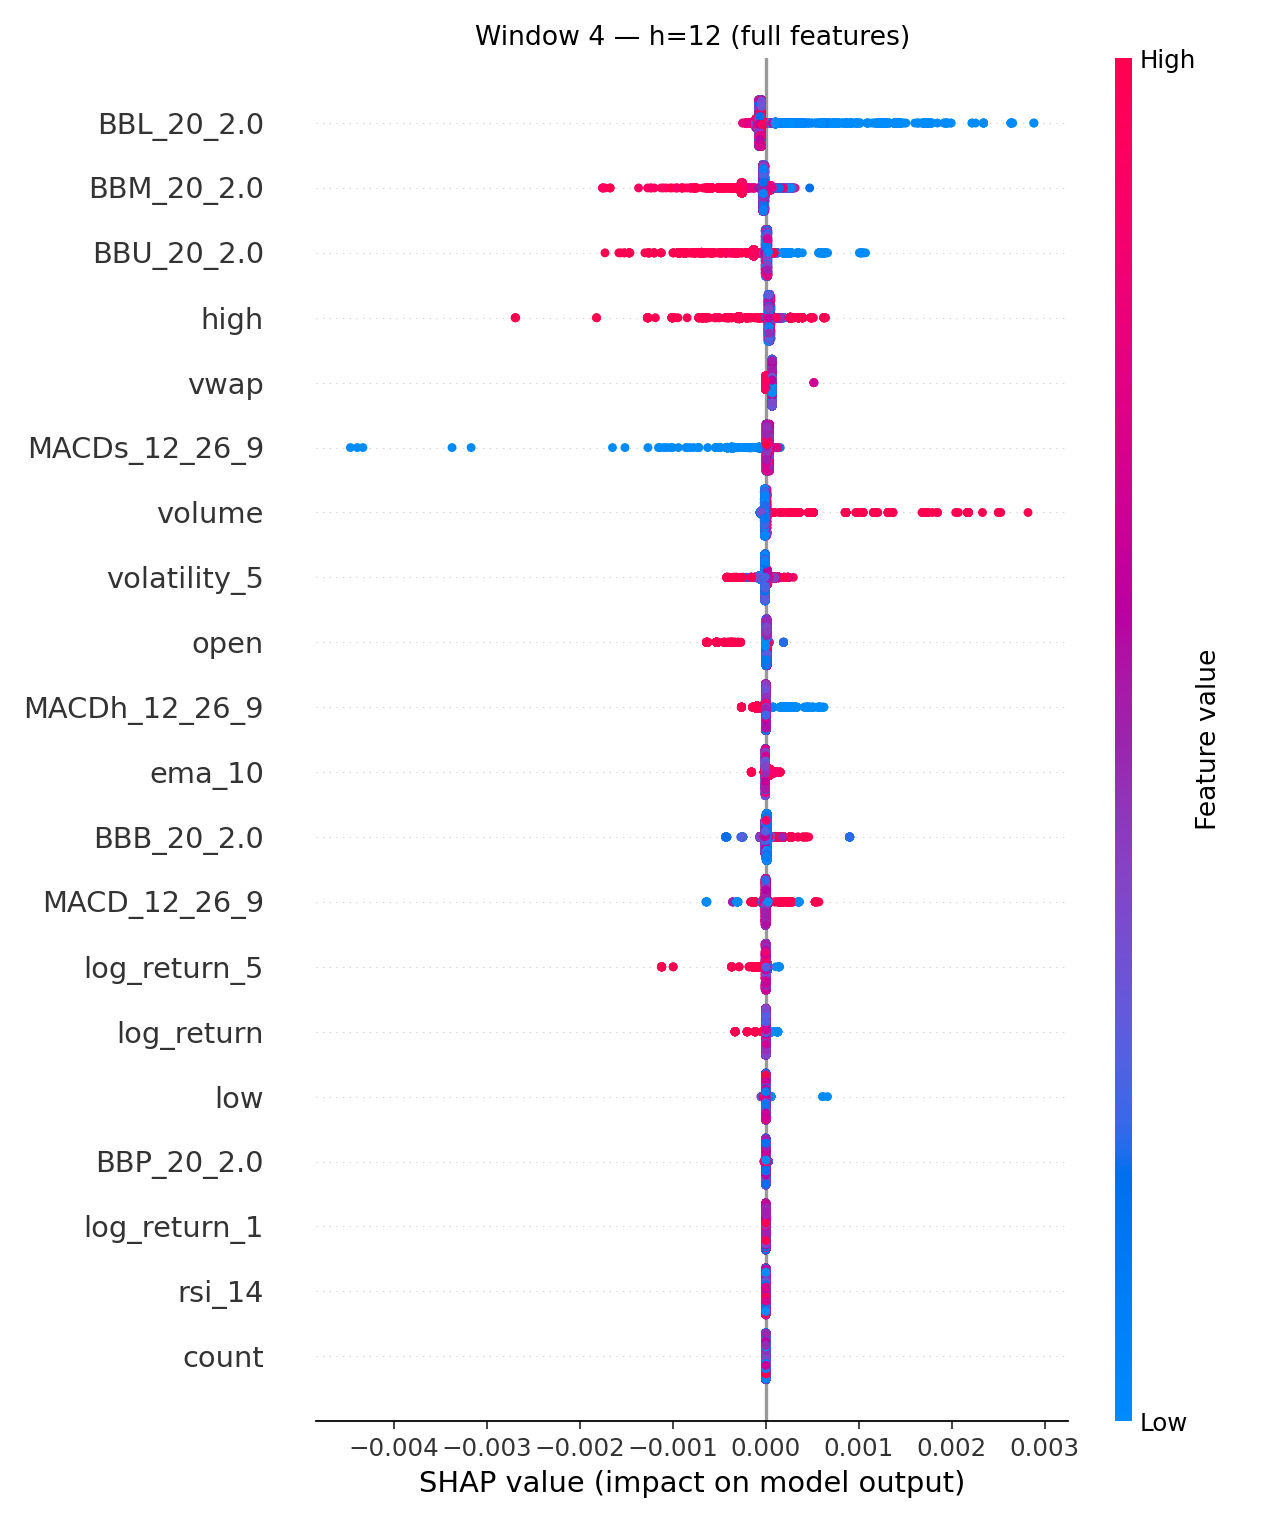 Window 4 — h=12 (full features)
High
BBL_20_2.0
BBM_20_2.0
BBU_20_2.0
high
vwap
MACDs_12_26_9
volume
volatility_5
open
MACDh_12_26_9
ema_10
BBB_20_2.0
MACD_12_26_9
log_return_5
log_return
low
BBP_20_2.0
log_return_1
rsi_14
count
Feature value
Low
−0.004 −0.003 −0.002 −0.001 0.000 0.001 0.002 0.003
SHAP value (impact on model output)